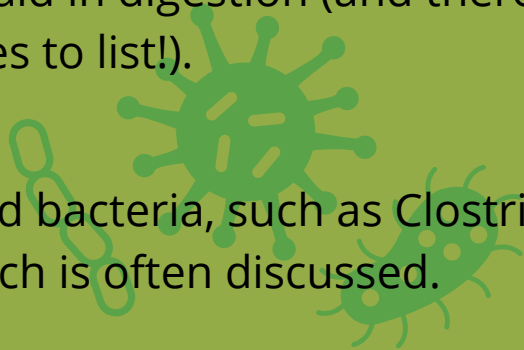 aid in digestion (and there
es to list!).
d bacteria, such as Clostri
ch is often discussed.